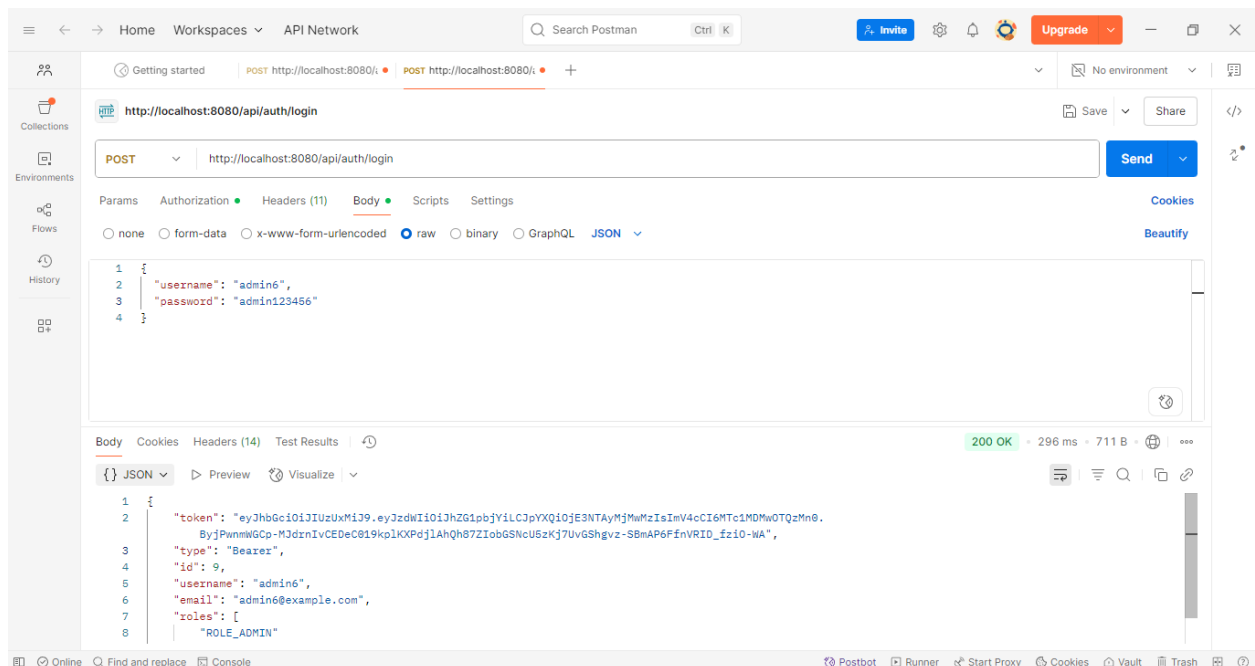 Home Workspaces API Network Search Postman Ctrl K Invite Upgrade
Getting started POST http://localhost:8080/a POST http://localhost:8080/a No environment
HTTP http://localhost:8080/api/auth/login Save Share
Collections
POST http://localhost:8080/api/auth/login Send
Environments
Params Authorization Headers (11) Body Scripts Settings Cookies
Flows
none form-data x-www-form-urlencoded raw binary GraphQL JSON Beautify
History
1 {
2 "username": "admin6",
3 "password": "admin123456"
4 }
Body Cookies Headers (14) Test Results 200 OK 296 ms 711 B
{} JSON Preview Visualize
1 {
2 "token": "eyJhbGciOiJIUzUxMiJ9.eyJzdWIiOiJhZG1pbjYiLCJpYXQiOjE3NTAyMjMwMzIsImV4cCI6MTc1MDMwOTQzMn0.
ByjPwnmWGCp-MJdrnIvCEDeC019kplKXPdjlAhQh87ZIobGSNcU5zKj7UvGShgvz-SBmAP6FfnVRID_fziO-WA",
3 "type": "Bearer",
4 "id": 9,
5 "username": "admin6",
6 "email": "admin6@example.com",
7 "roles": [
8 "ROLE_ADMIN"
Online Find and replace Console Postbot Runner Start Proxy Cookies Vault Trash